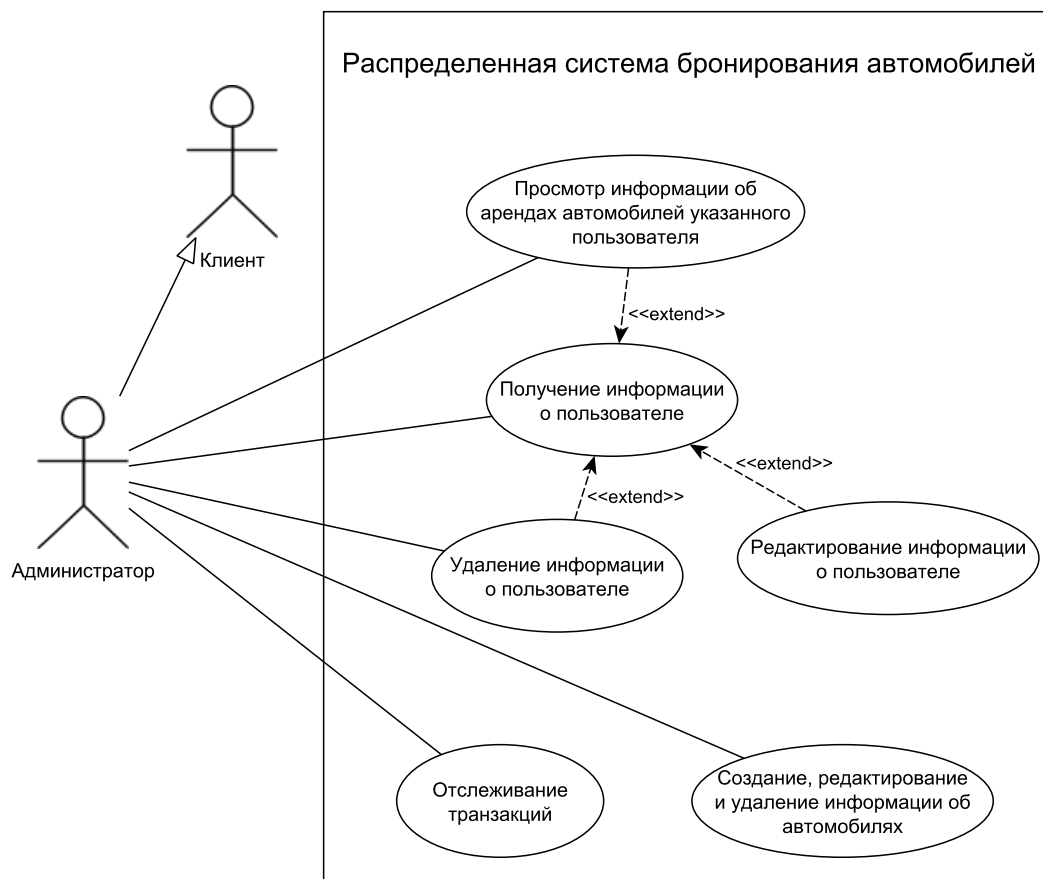 Распределенная система бронирования автомобилей
Клиент
Просмотр информации об
арендах автомобилей указанного
пользователя
<<extend>>
Получение информации
о пользователе
<<extend>>
<<extend>>
Администратор
Удаление информации
о пользователе
Редактирование информации
о пользователе
Отслеживание
транзакций
Создание, редактирование
и удаление информации об
автомобилях